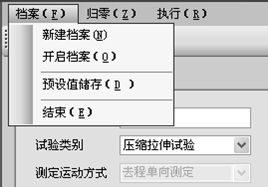 档案(F) 归零(Z) 执行(R)
新建档案(N)
开启档案(O)
预设值储存(D)
结束(E)
试验类别 压缩拉伸试验
测定运动方式 去程单向测定